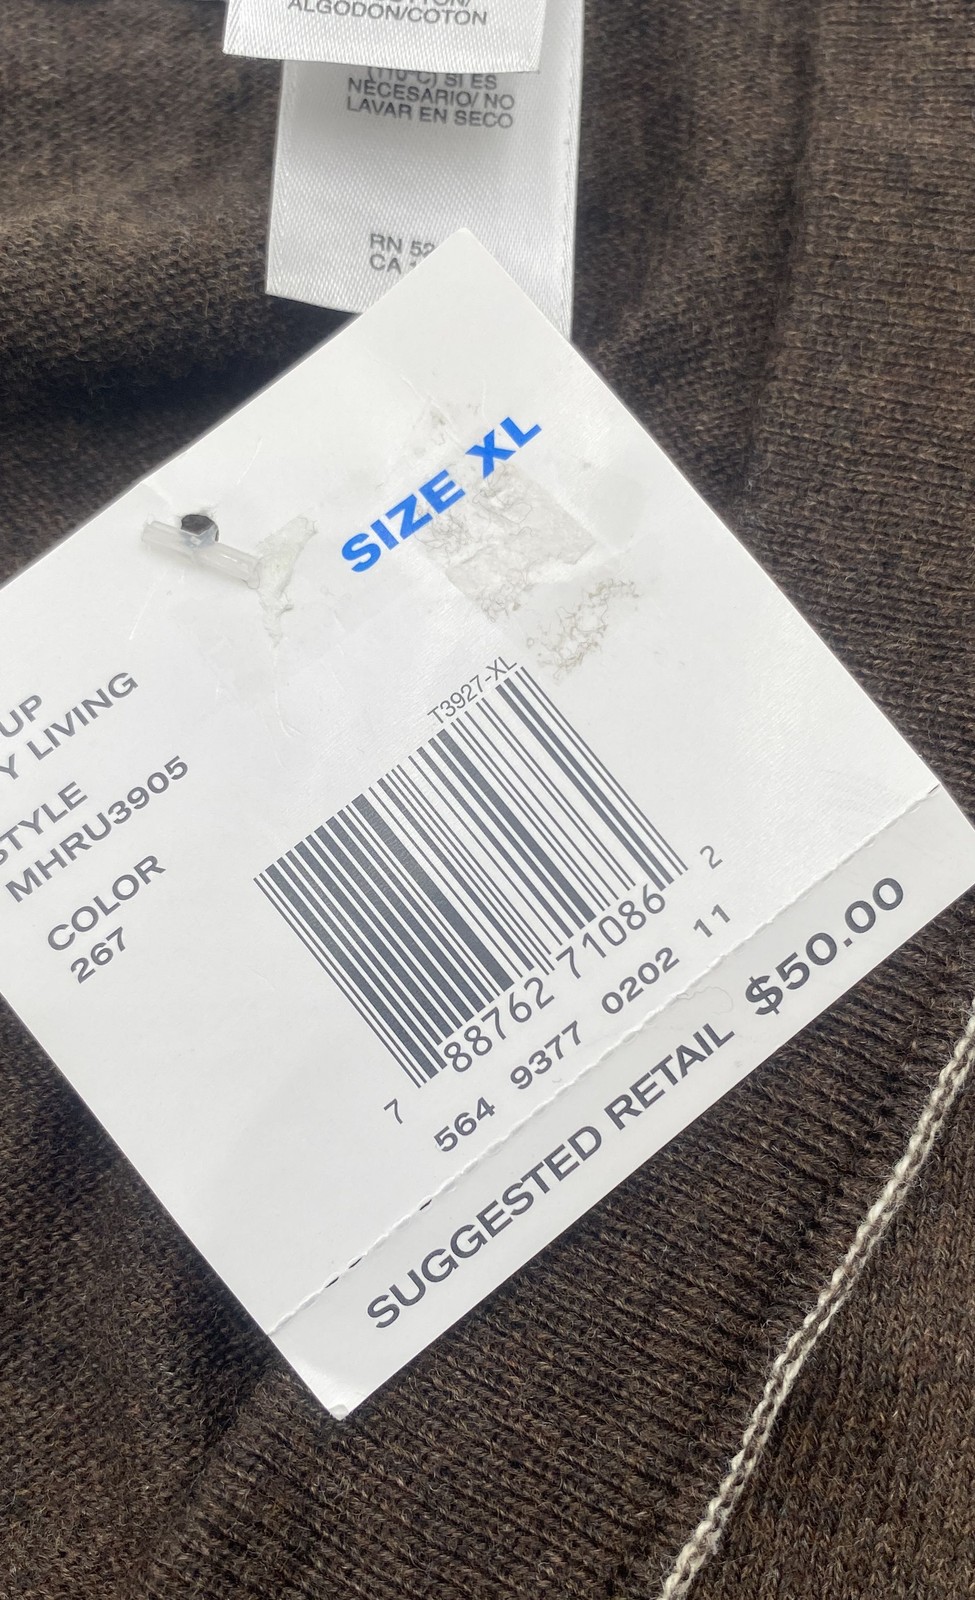 ALGODON/COTON
(110°C) SI ES
NECESARIO/ NO
LAVAR EN SECO
RN 52
CA
SIZE XL
UP
Y LIVING
STYLE
MHRU3905
COLOR
267
T3927-XL
7 88762 71086 2
564 9377 0202 11
SUGGESTED RETAIL $50.00